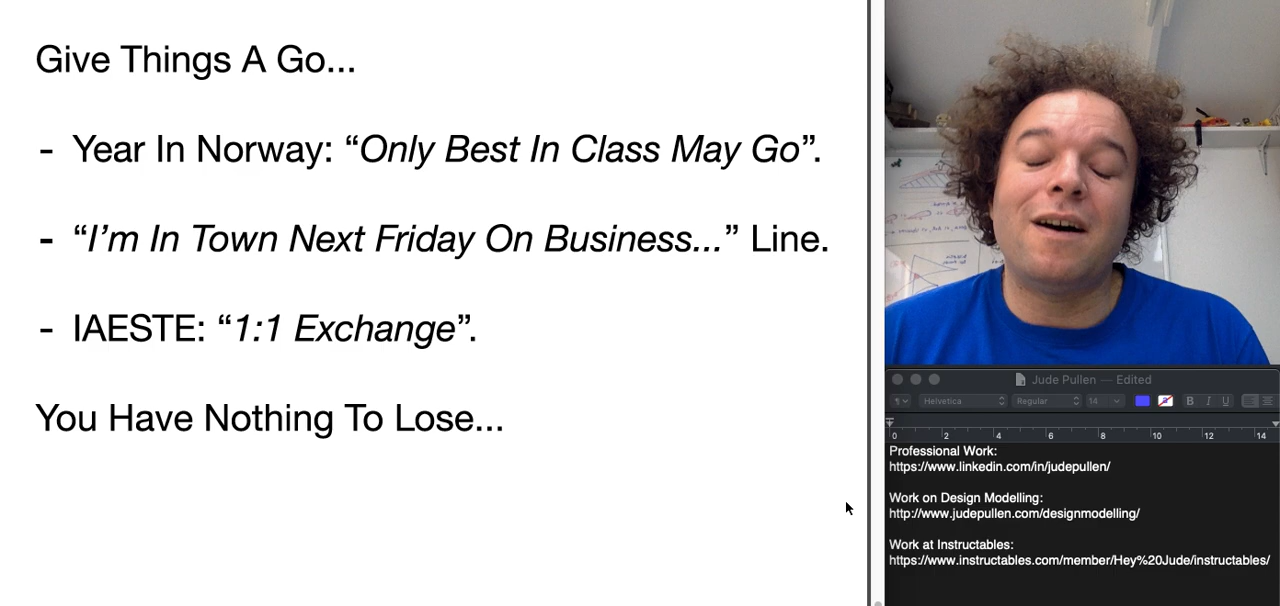 Give Things A Go...
- Year In Norway: “Only Best In Class May Go”.
- “I’m In Town Next Friday On Business...” Line.
- IAESTE: “1:1 Exchange”.
You Have Nothing To Lose...
Jude Pullen — Edited
Helvetica Regular 14 a B I U
0 2 4 6 8 10 12 14
Professional Work:
https://www.linkedin.com/in/judepullen/
Work on Design Modelling:
http://www.judepullen.com/designmodelling/
Work at Instructables:
https://www.instructables.com/member/Hey%20Jude/instructables/